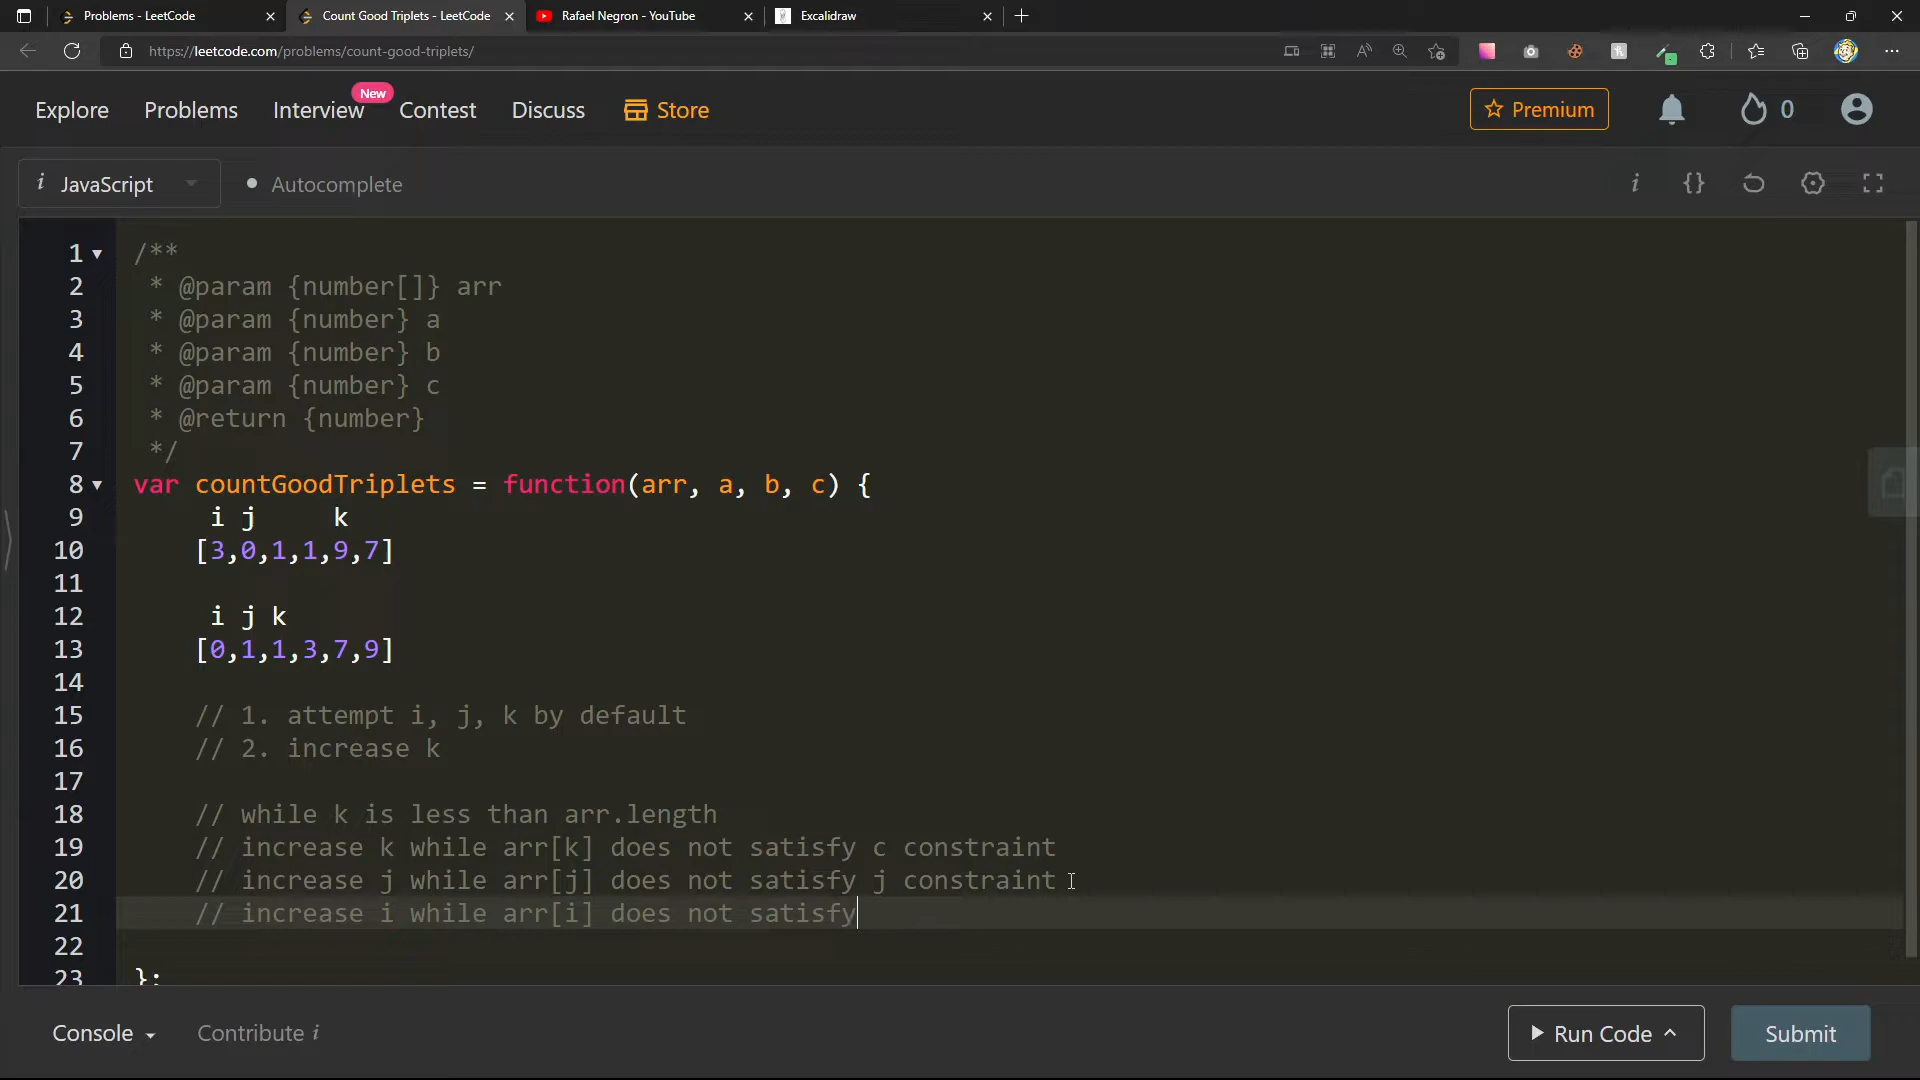 Problems - LeetCode
Count Good Triplets - LeetCode
Rafael Negron - YouTube
Excalidraw
https://leetcode.com/problems/count-good-triplets/
Explore
Problems
Interview
New
Contest
Discuss
Store
Premium
0
i JavaScript
Autocomplete
i {}
1 /**
2 * @param {number[]} arr
3 * @param {number} a
4 * @param {number} b
5 * @param {number} c
6 * @return {number}
7 */
8 var countGoodTriplets = function(arr, a, b, c) {
9 i j k
10 [3,0,1,1,9,7]
11
12 i j k
13 [0,1,1,3,7,9]
14
15 // 1. attempt i, j, k by default
16 // 2. increase k
17
18 // while k is less than arr.length
19 // increase k while arr[k] does not satisfy c constraint
20 // increase j while arr[j] does not satisfy j constraint
21 // increase i while arr[i] does not satisfy
22
23 };
Console
Contribute i
Run Code
Submit